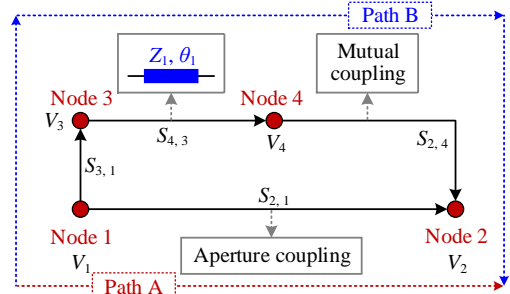 Path B
Z1, θ1
Mutual
coupling
Node 3
Node 4
V3
V4
S4, 3
S2, 4
S3, 1
S2, 1
Node 1
Node 2
Aperture coupling
V1
V2
Path A